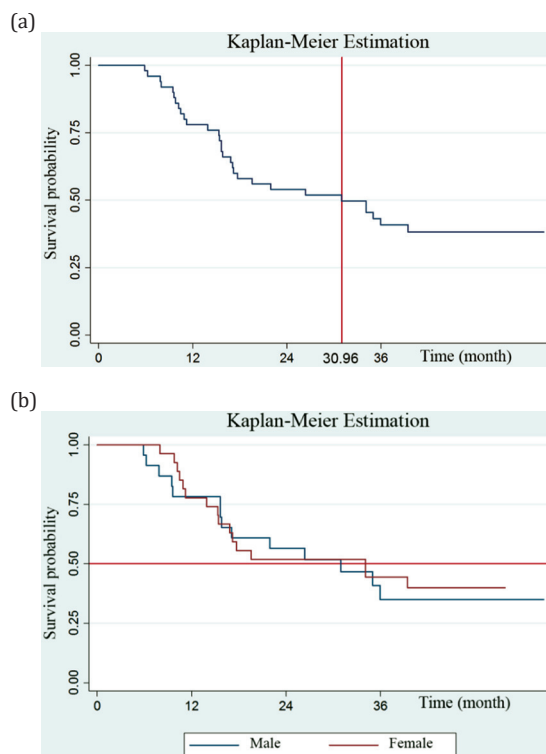 (a)
Kaplan-Meier Estimation
Survival probability
1.00
0.75
0.50
0.25
0.00
0
12
24
30.96
36
Time (month)
(b)
Kaplan-Meier Estimation
Survival probability
1.00
0.75
0.50
0.25
0.00
0
12
24
36
Time (month)
Male
Female